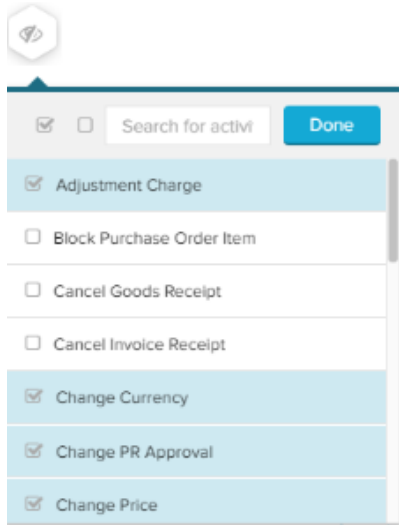 Search for activi
Done
Adjustment Charge
Block Purchase Order Item
Cancel Goods Receipt
Cancel Invoice Receipt
Change Currency
Change PR Approval
Change Price